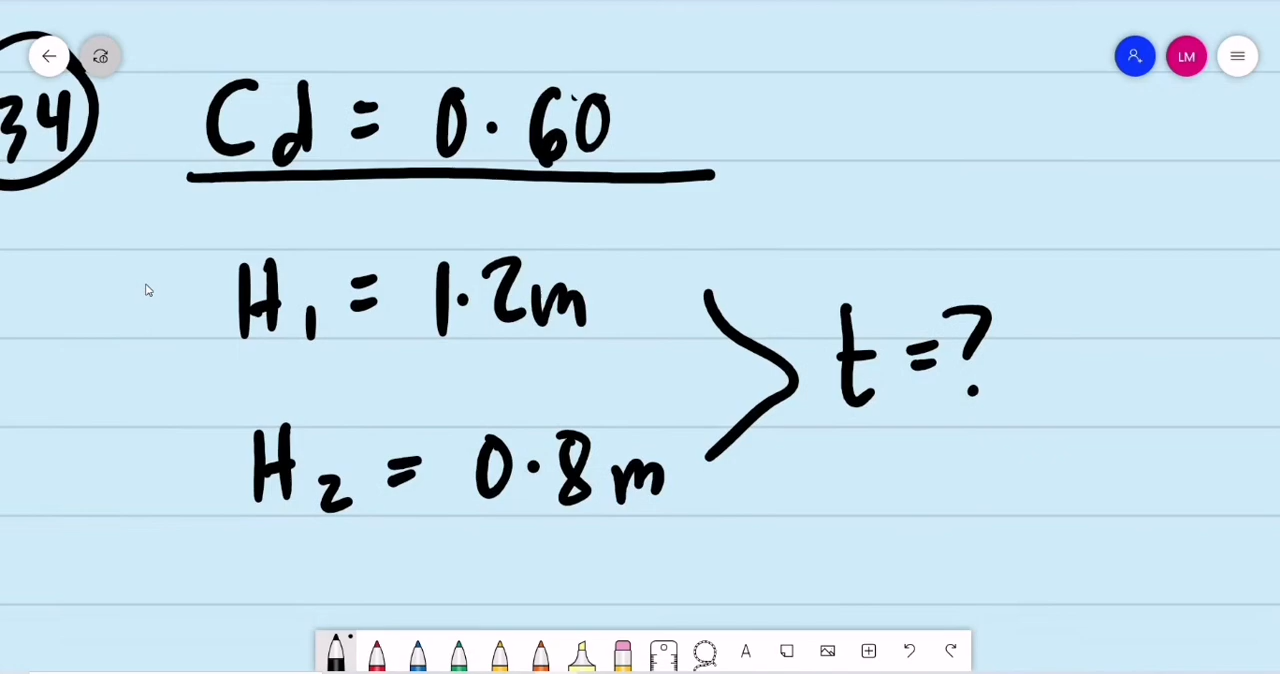 34
Cd = 0.60
H1 = 1.2m
t = ?
H2 = 0.8m
LM
A